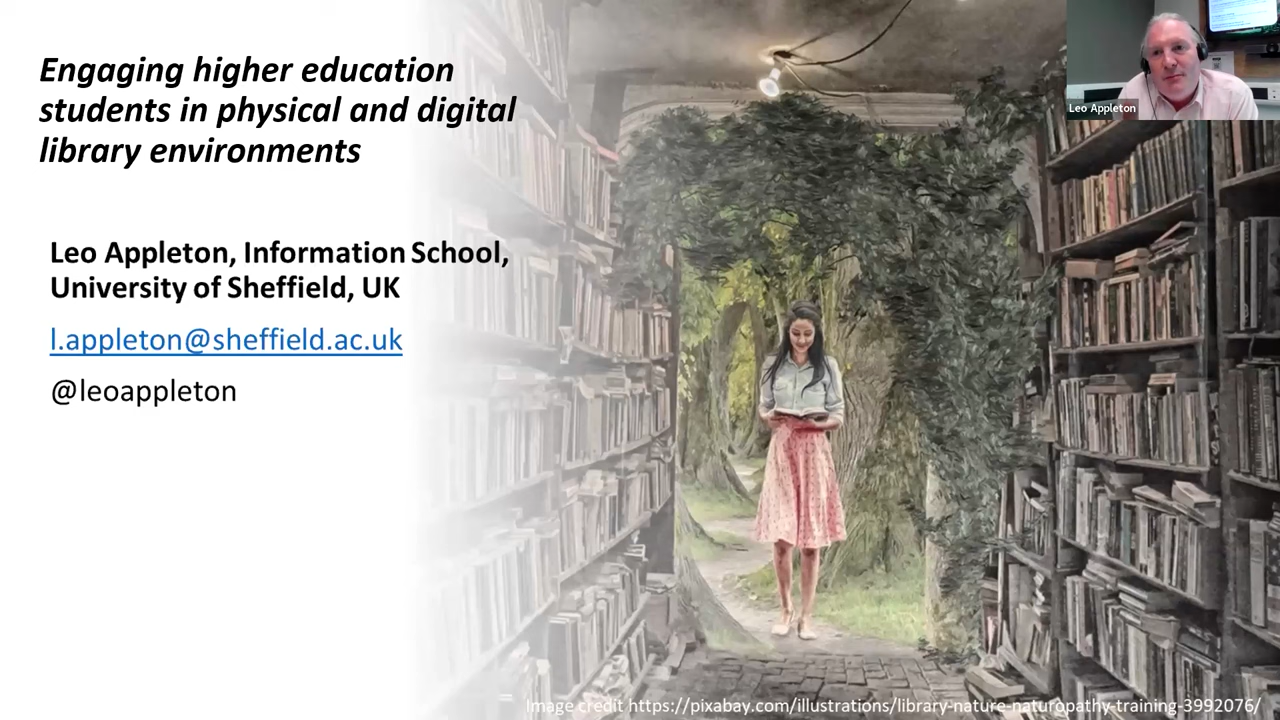 Engaging higher education
students in physical and digital
library environments
Leo Appleton, Information School,
University of Sheffield, UK
l.appleton@sheffield.ac.uk
@leoappleton
Leo Appleton
Image credit https://pixabay.com/illustrations/library-nature-naturopathy-training-3992076/